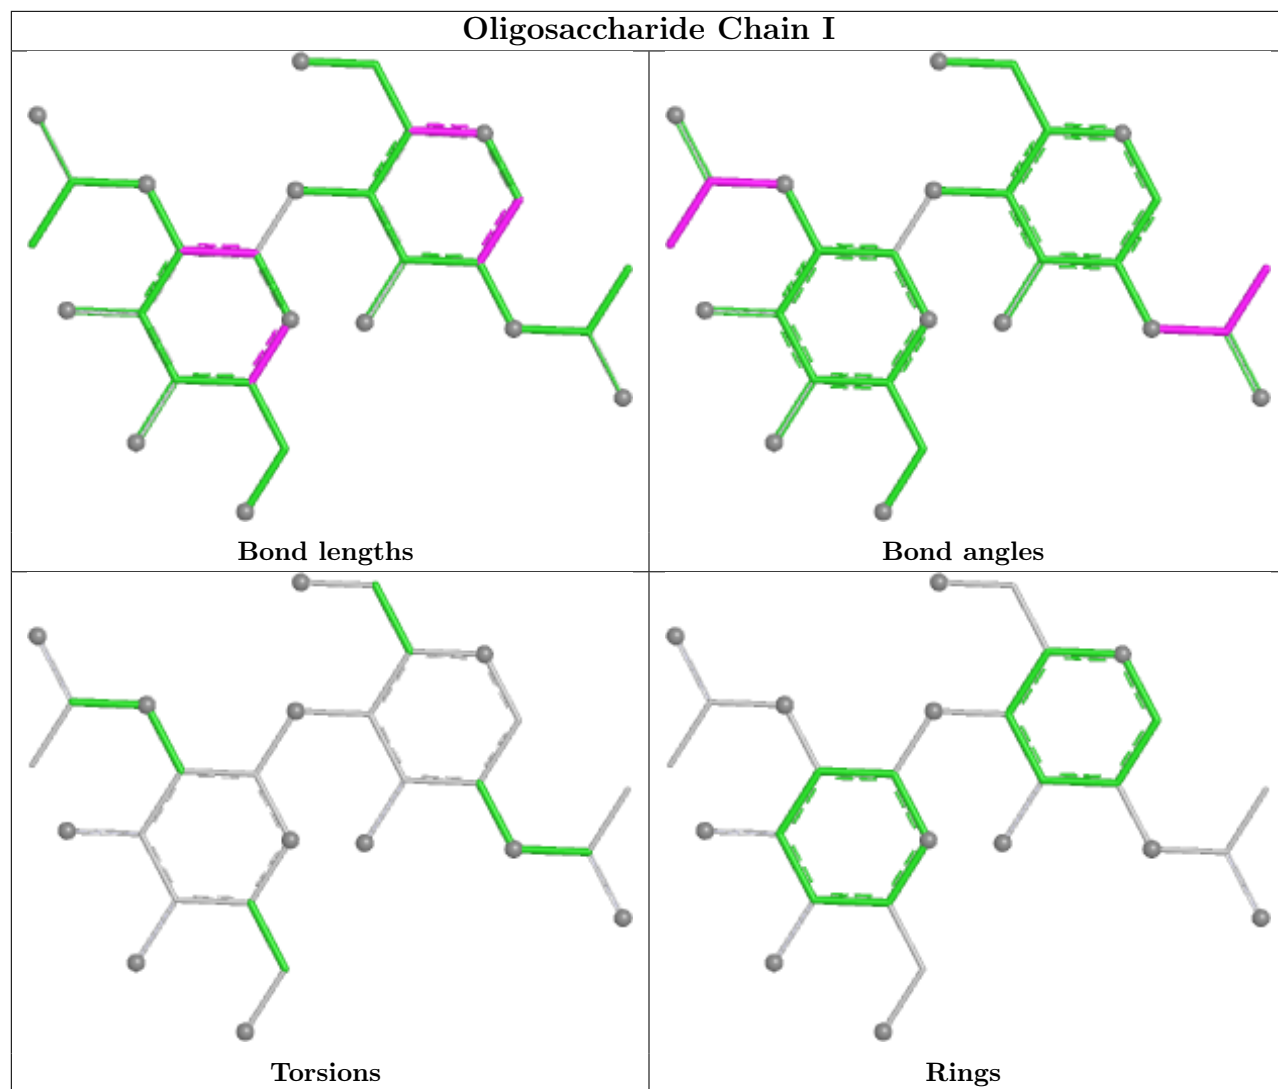 Oligosaccharide Chain I
Bond lengths
Bond angles
Torsions
Rings